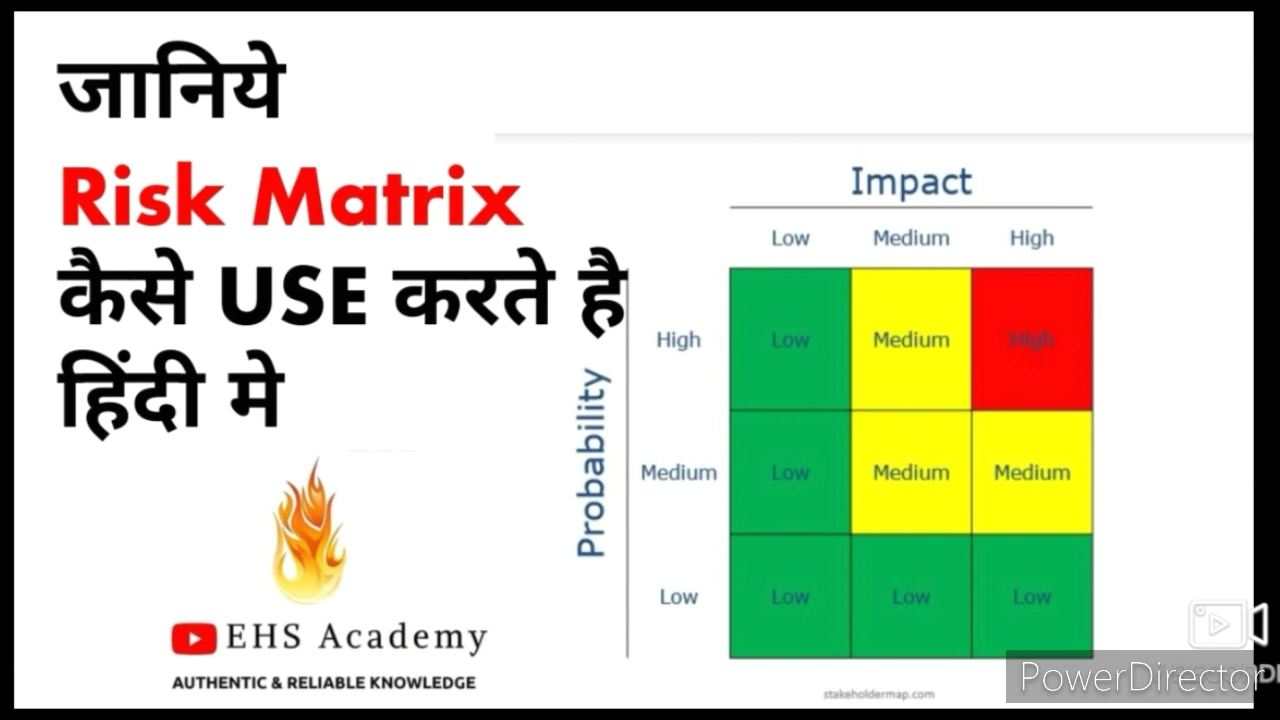 जानिये
Risk Matrix
कैसे USE करते है
हिंदी मे
EHS Academy
AUTHENTIC & RELIABLE KNOWLEDGE
Impact
Low Medium High
Probability
High Low Medium High
Medium Low Medium Medium
Low Low Low Low
stakeholdermap.com
PowerDirector